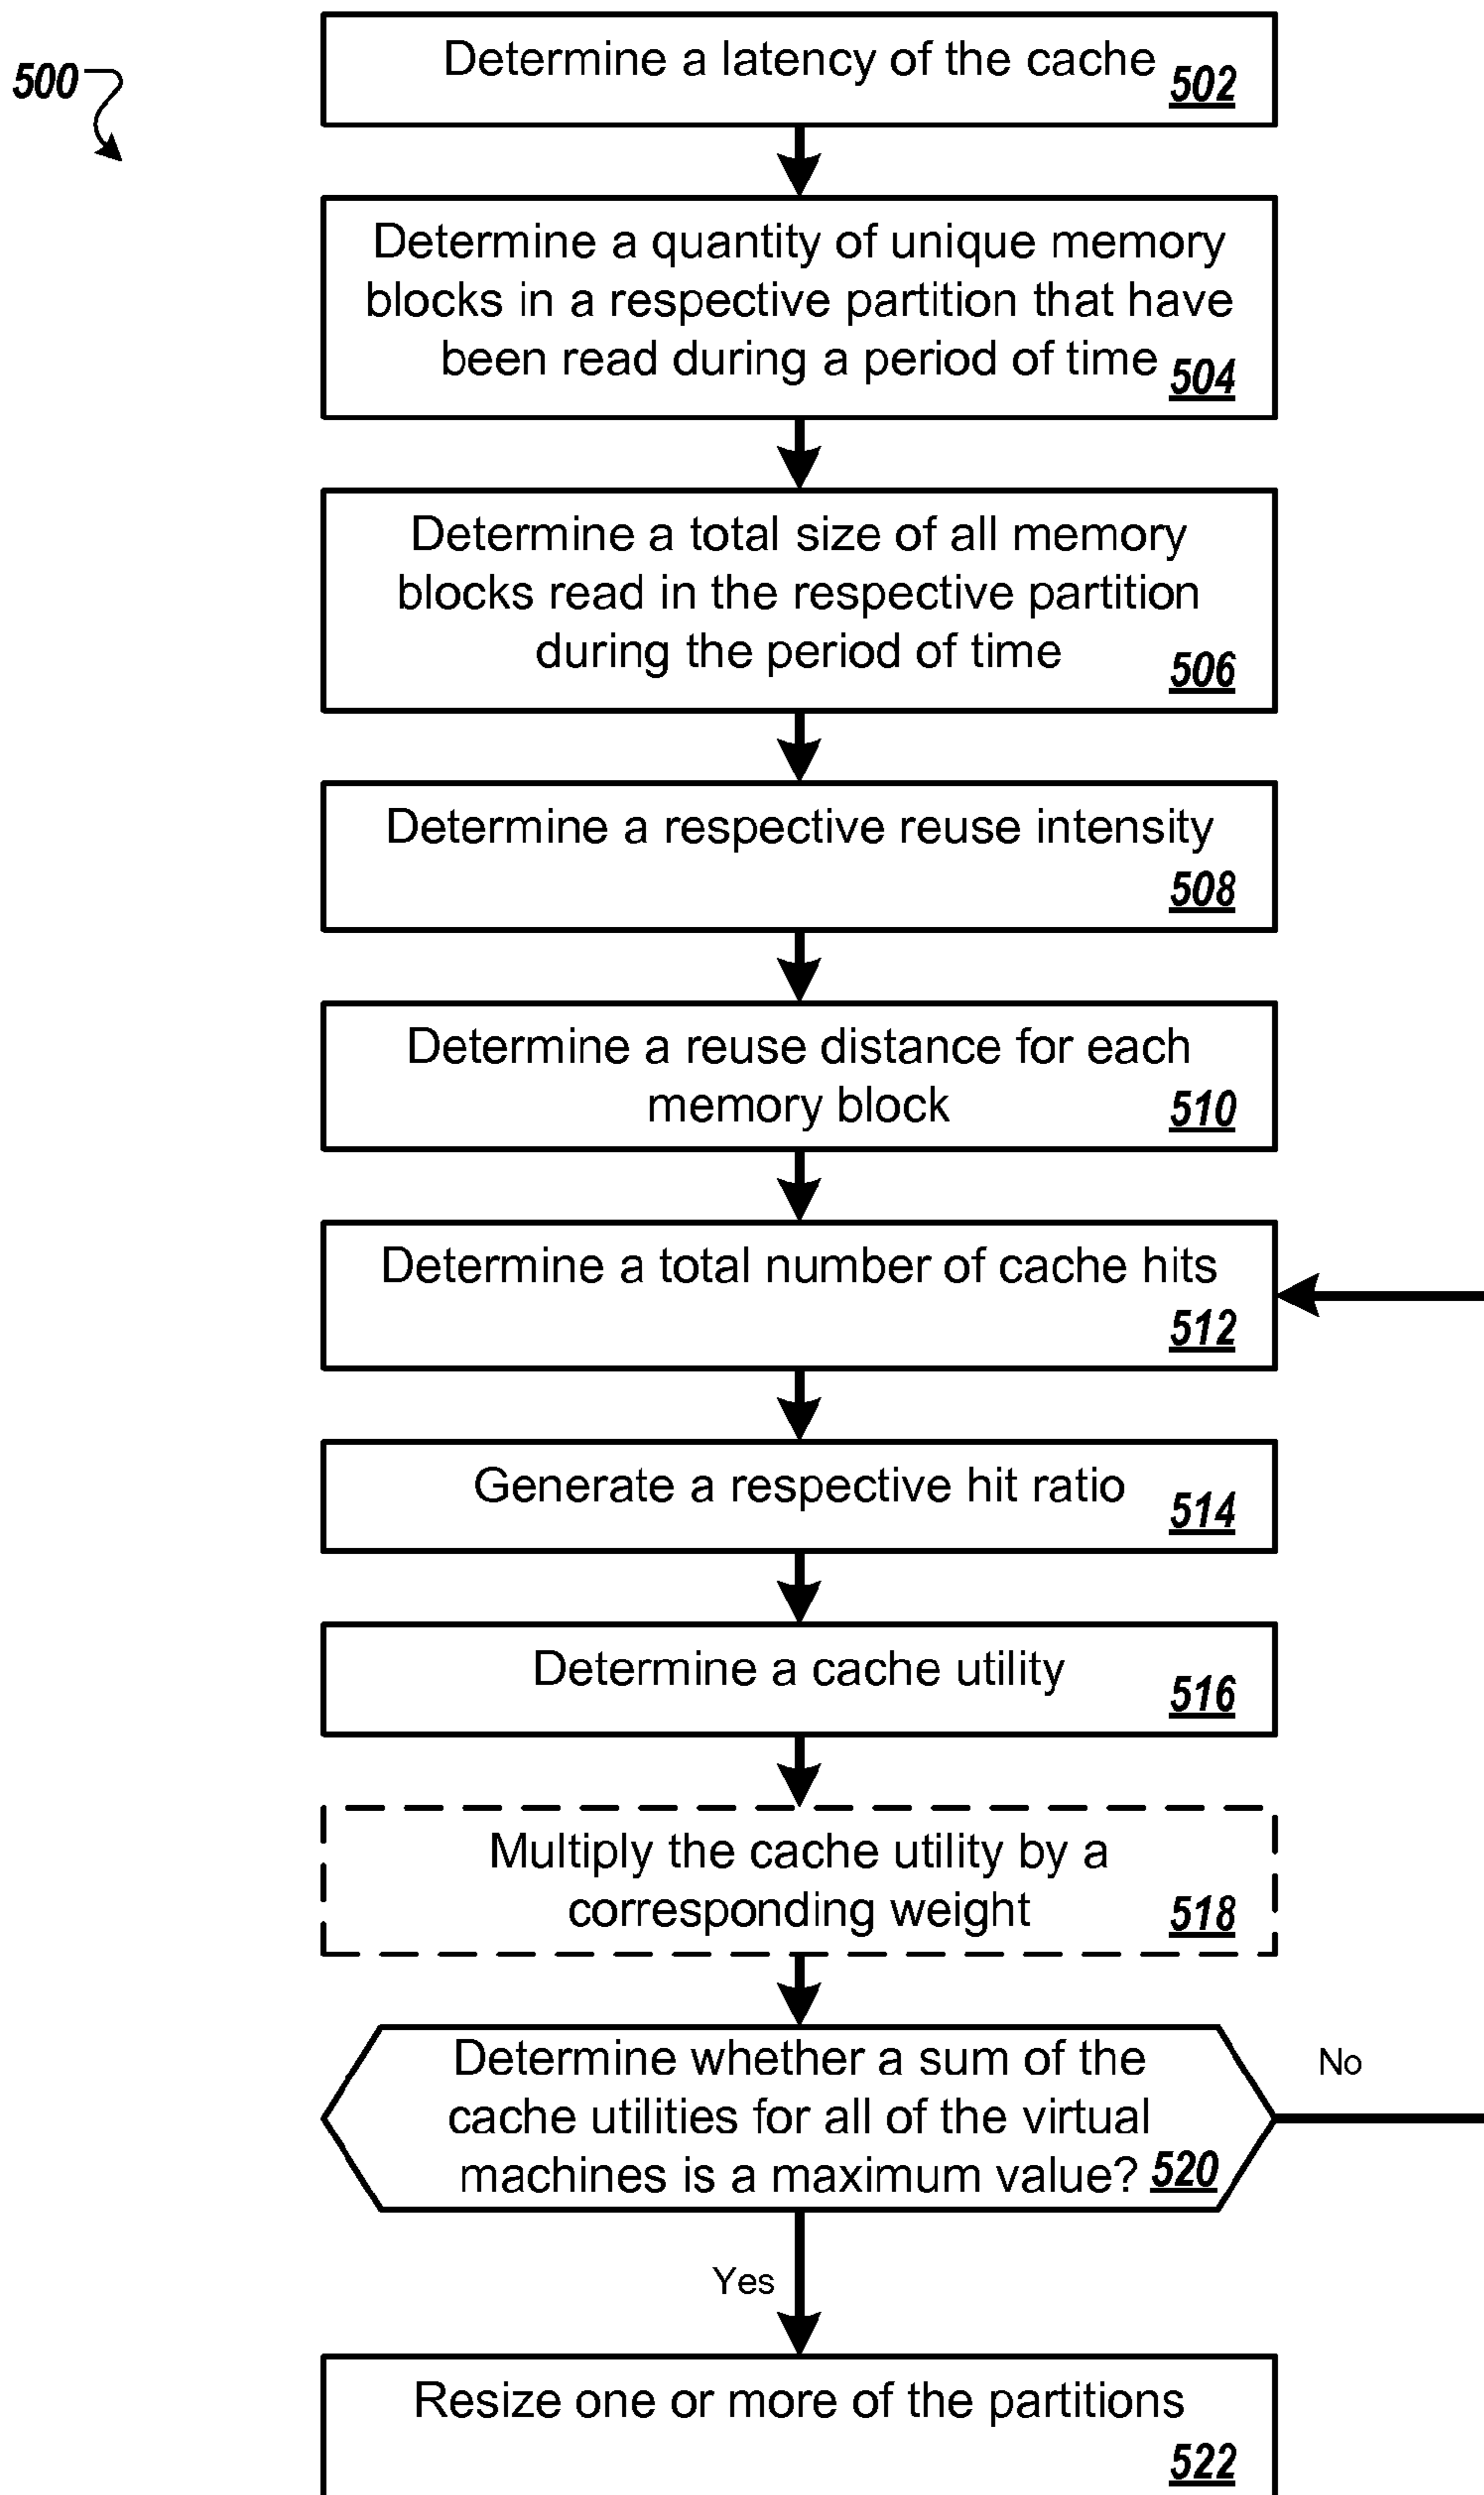 500
Determine a latency of the cache 502
Determine a quantity of unique memory
blocks in a respective partition that have
been read during a period of time 504
Determine a total size of all memory
blocks read in the respective partition
during the period of time 506
Determine a respective reuse intensity
508
Determine a reuse distance for each
memory block 510
Determine a total number of cache hits
512
Generate a respective hit ratio 514
Determine a cache utility 516
Multiply the cache utility by a
corresponding weight 518
Determine whether a sum of the
cache utilities for all of the virtual
machines is a maximum value? 520
No
Yes
Resize one or more of the partitions
522